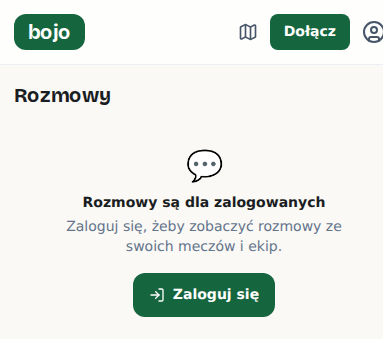 bojo
Dołącz
Rozmowy
Rozmowy są dla zalogowanych
Zaloguj się, żeby zobaczyć rozmowy ze
swoich meczów i ekip.
Zaloguj się